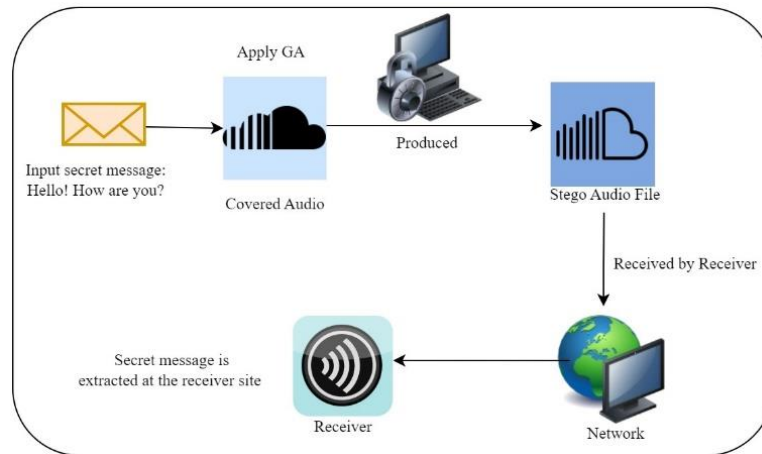 Apply GA
Input secret message:
Hello! How are you?
Covered Audio
Produced
Stego Audio File
Received by Receiver
Network
Receiver
Secret message is
extracted at the receiver site